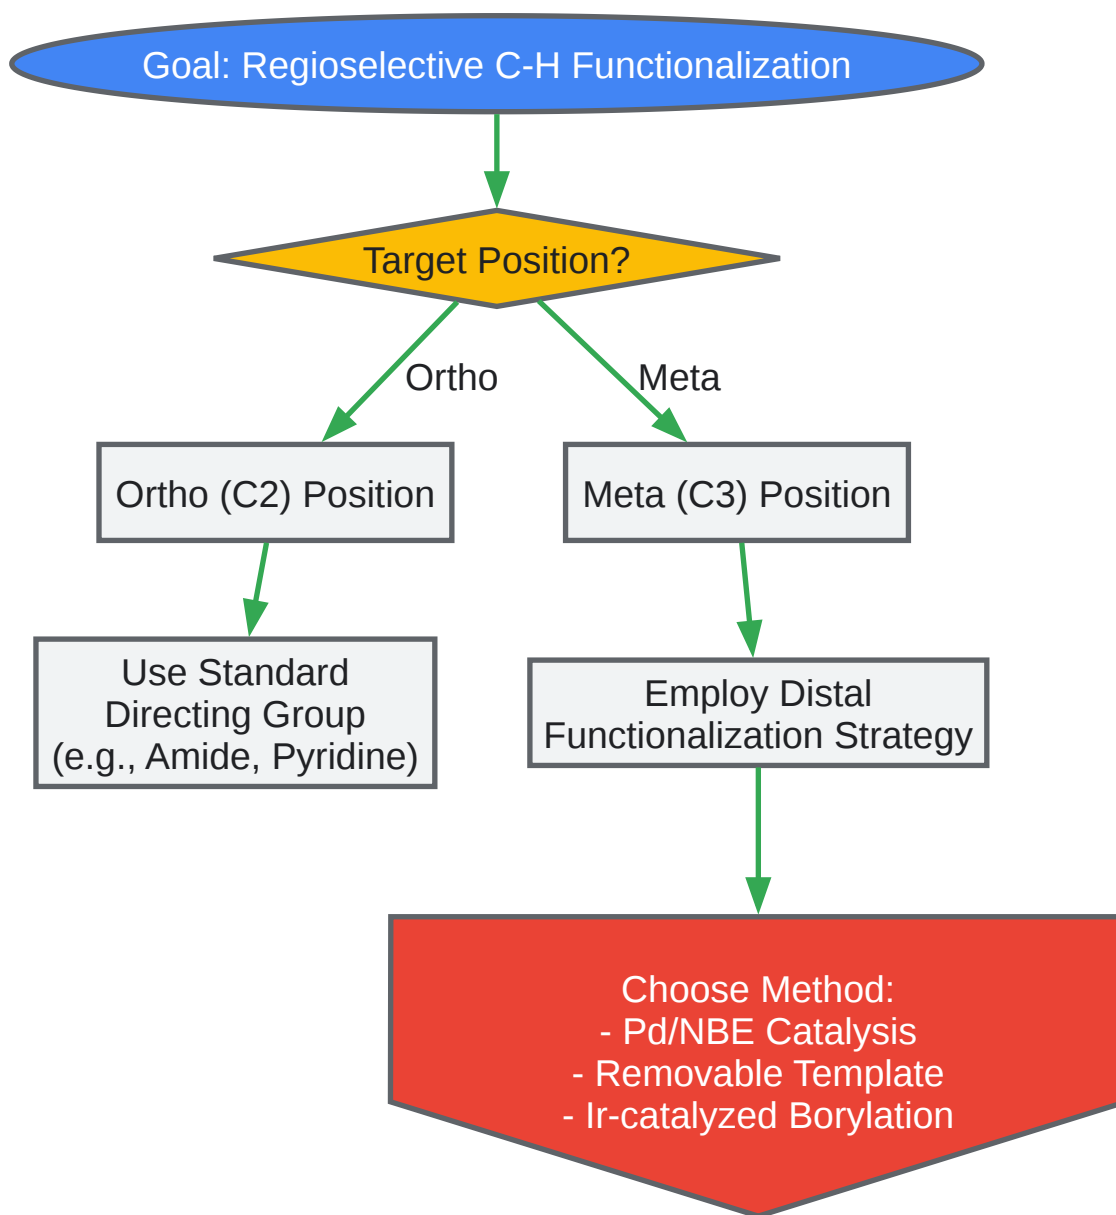 Goal: Regioselective C-H Functionalization
Target Position?
Ortho
Meta
Ortho (C2) Position
Meta (C3) Position
Use Standard
Directing Group
(e.g., Amide, Pyridine)
Employ Distal
Functionalization Strategy
Choose Method:
- Pd/NBE Catalysis
- Removable Template
- Ir-catalyzed Borylation